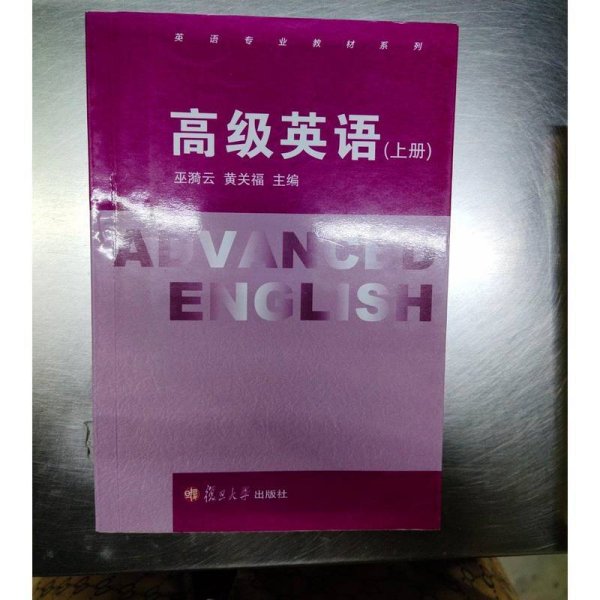 英语专业教材系列
高级英语(上册)
巫漪云 黄关福 主编
ADVANCED
ENGLISH
復旦大學出版社